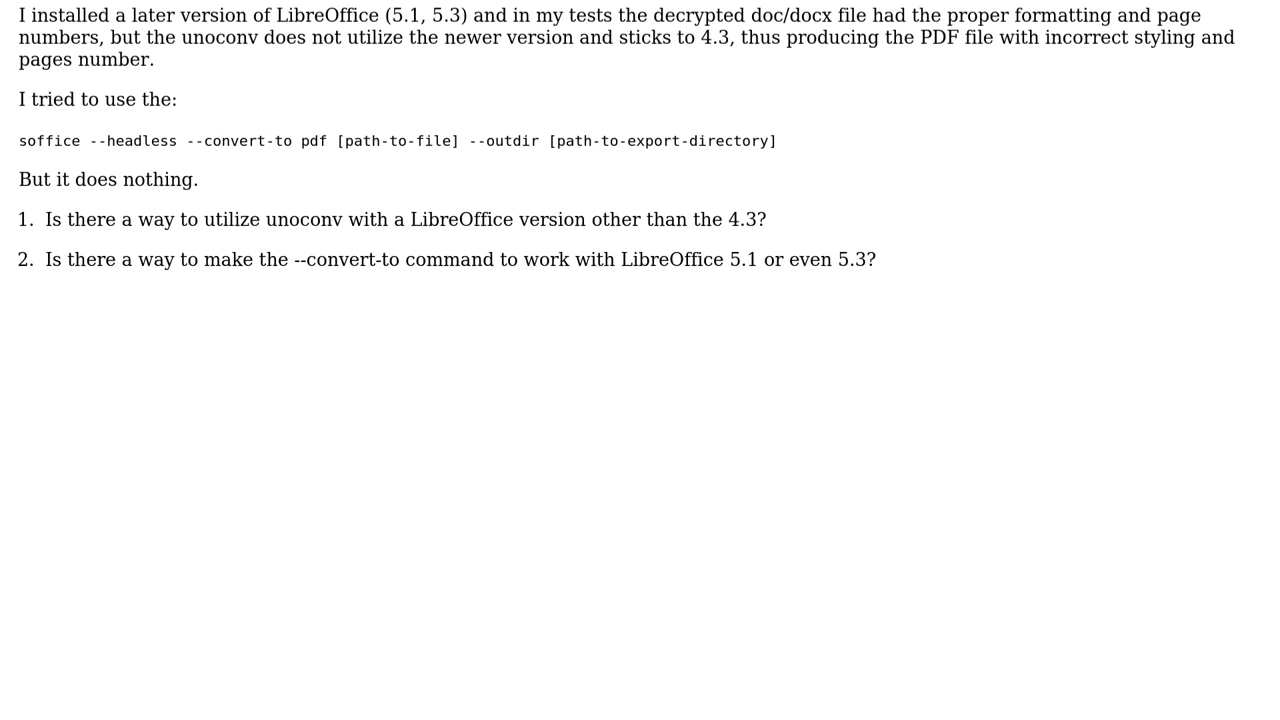 I installed a later version of LibreOffice (5.1, 5.3) and in my tests the decrypted doc/docx file had the proper formatting and page
numbers, but the unoconv does not utilize the newer version and sticks to 4.3, thus producing the PDF file with incorrect styling and
pages number.
I tried to use the:
soffice --headless --convert-to pdf [path-to-file] --outdir [path-to-export-directory]
But it does nothing.
1. Is there a way to utilize unoconv with a LibreOffice version other than the 4.3?
2. Is there a way to make the --convert-to command to work with LibreOffice 5.1 or even 5.3?